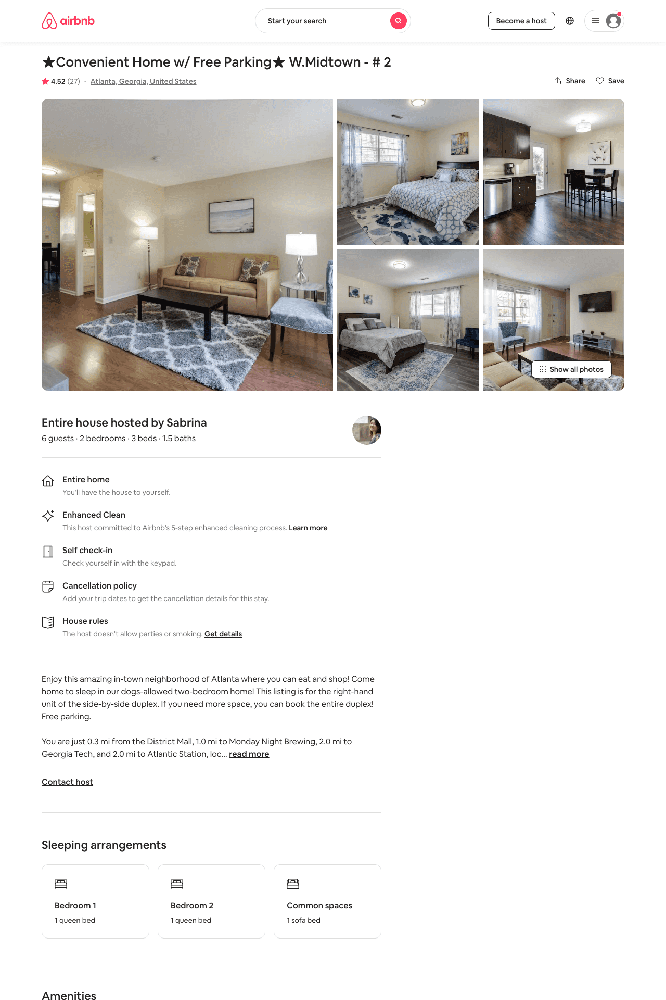 airbnb
Start your search
Become a host
★Convenient Home w/ Free Parking★ W.Midtown - # 2
4.52 (27) · Atlanta, Georgia, United States
Share
Save
Show all photos
Entire house hosted by Sabrina
6 guests · 2 bedrooms · 3 beds · 1.5 baths
Entire home
You’ll have the house to yourself.
Enhanced Clean
This host committed to Airbnb's 5-step enhanced cleaning process. Learn more
Self check-in
Check yourself in with the keypad.
Cancellation policy
Add your trip dates to get the cancellation details for this stay.
House rules
The host doesn’t allow parties or smoking. Get details
Enjoy this amazing in-town neighborhood of Atlanta where you can eat and shop! Come
home to sleep in our dogs-allowed two-bedroom home! This listing is for the right-hand
unit of the side-by-side duplex. If you need more space, you can book the entire duplex!
Free parking.
You are just 0.3 mi from the District Mall, 1.0 mi to Monday Night Brewing, 2.0 mi to
Georgia Tech, and 2.0 mi to Atlantic Station, loc... read more
Contact host
Sleeping arrangements
Bedroom 1
1 queen bed
Bedroom 2
1 queen bed
Common spaces
1 sofa bed
Amenities